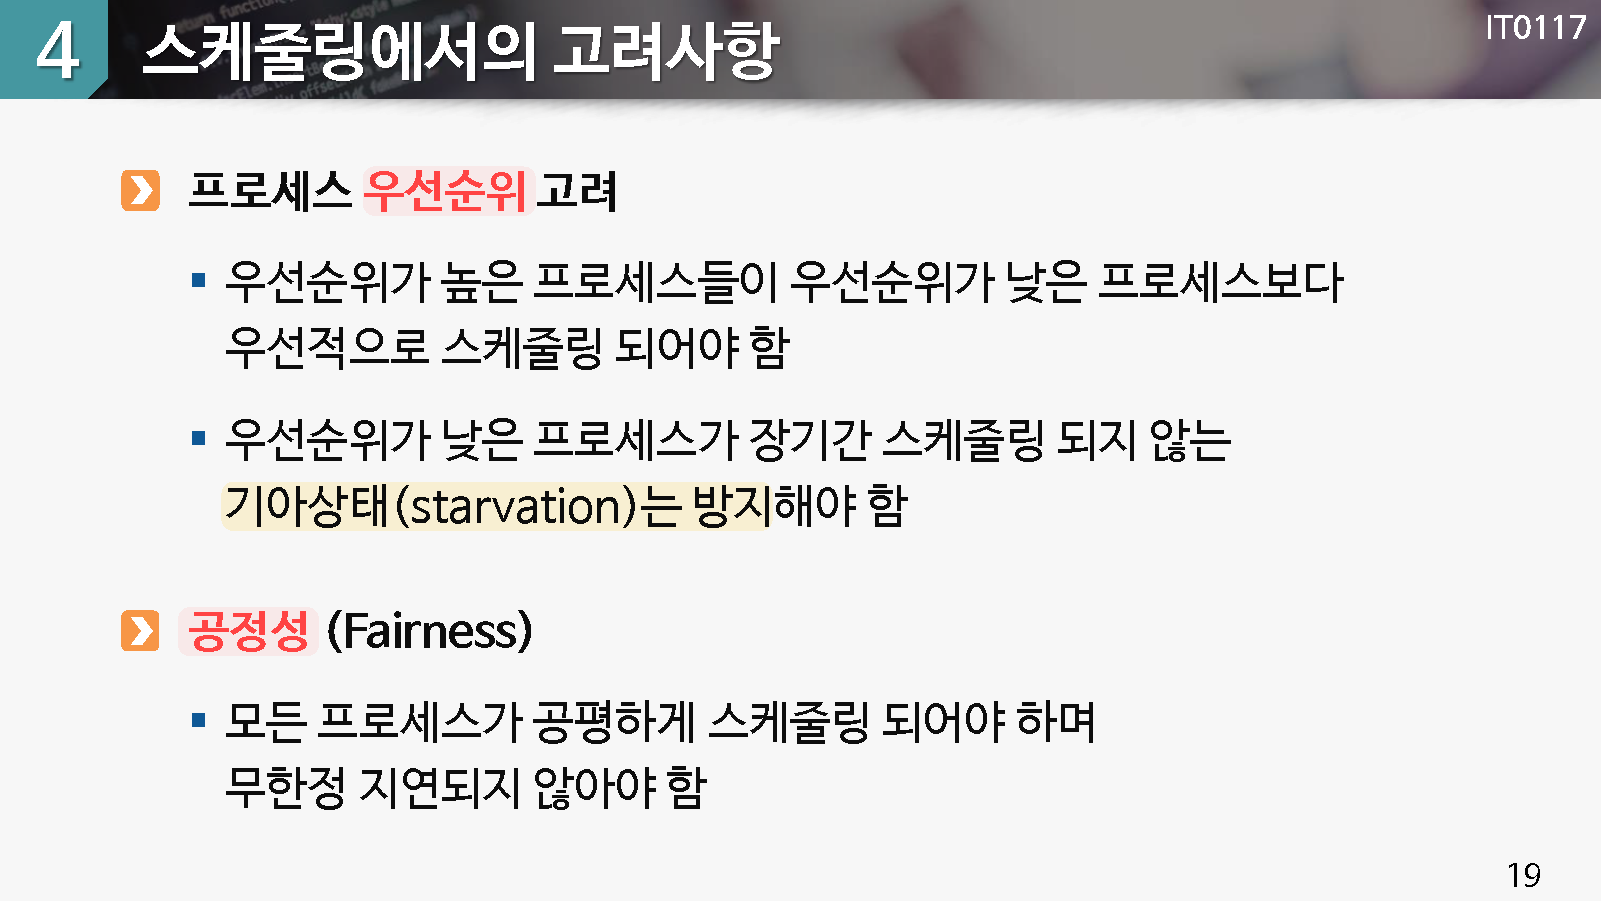 4 스케줄링에서의 고려사항
IT0117
프로세스 우선순위 고려
우선순위가 높은 프로세스들이 우선순위가 낮은 프로세스보다
우선적으로 스케줄링 되어야 함
우선순위가 낮은 프로세스가 장기간 스케줄링 되지 않는
기아상태(starvation)는 방지해야 함
공정성 (Fairness)
모든 프로세스가 공평하게 스케줄링 되어야 하며
무한정 지연되지 않아야 함
19